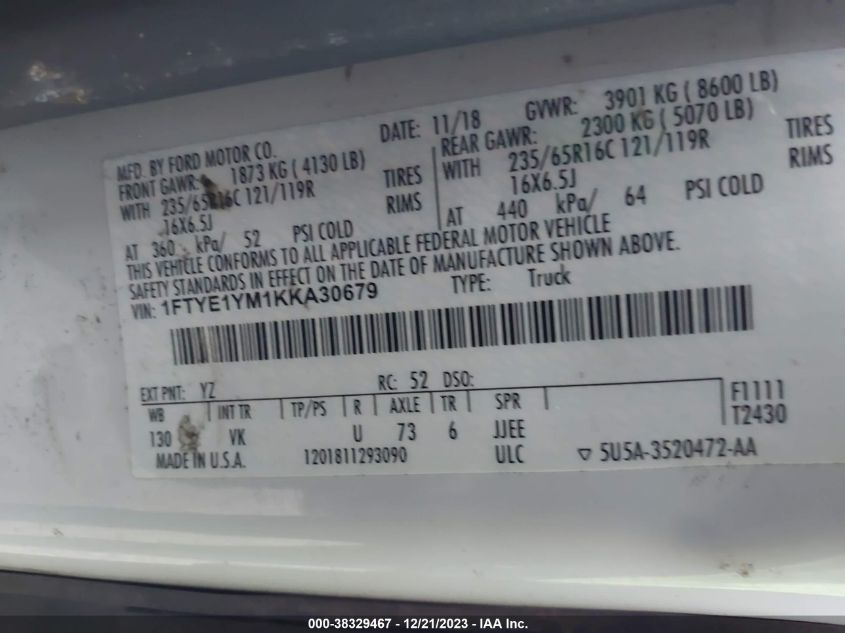 MFD. BY FORD MOTOR CO. DATE: 11/18 GVWR: 3901 KG ( 8600 LB)
FRONT GAWR: 1873 KG ( 4130 LB) REAR GAWR: 2300 KG ( 5070 LB)
WITH 235/65R16C 121/119R TIRES WITH 235/65R16C 121/119R TIRES
16X6.5J RIMS 16X6.5J RIMS
AT 360 kPa/ 52 PSI COLD AT 440 kPa/ 64 PSI COLD
THIS VEHICLE CONFORMS TO ALL APPLICABLE FEDERAL MOTOR VEHICLE
SAFETY STANDARDS IN EFFECT ON THE DATE OF MANUFACTURE SHOWN ABOVE.
VIN: 1FTYE1YM1KKA30679 TYPE: Truck
EXT PNT: YZ RC: 52 DSO:
WB INT TR TP/PS R AXLE TR SPR F1111
130 VK U 73 6 JJEE T2430
MADE IN U.S.A. 1201811293090 ULC ▽ 5U5A-3520472-AA
000-38329467 - 12/21/2023 - IAA Inc.